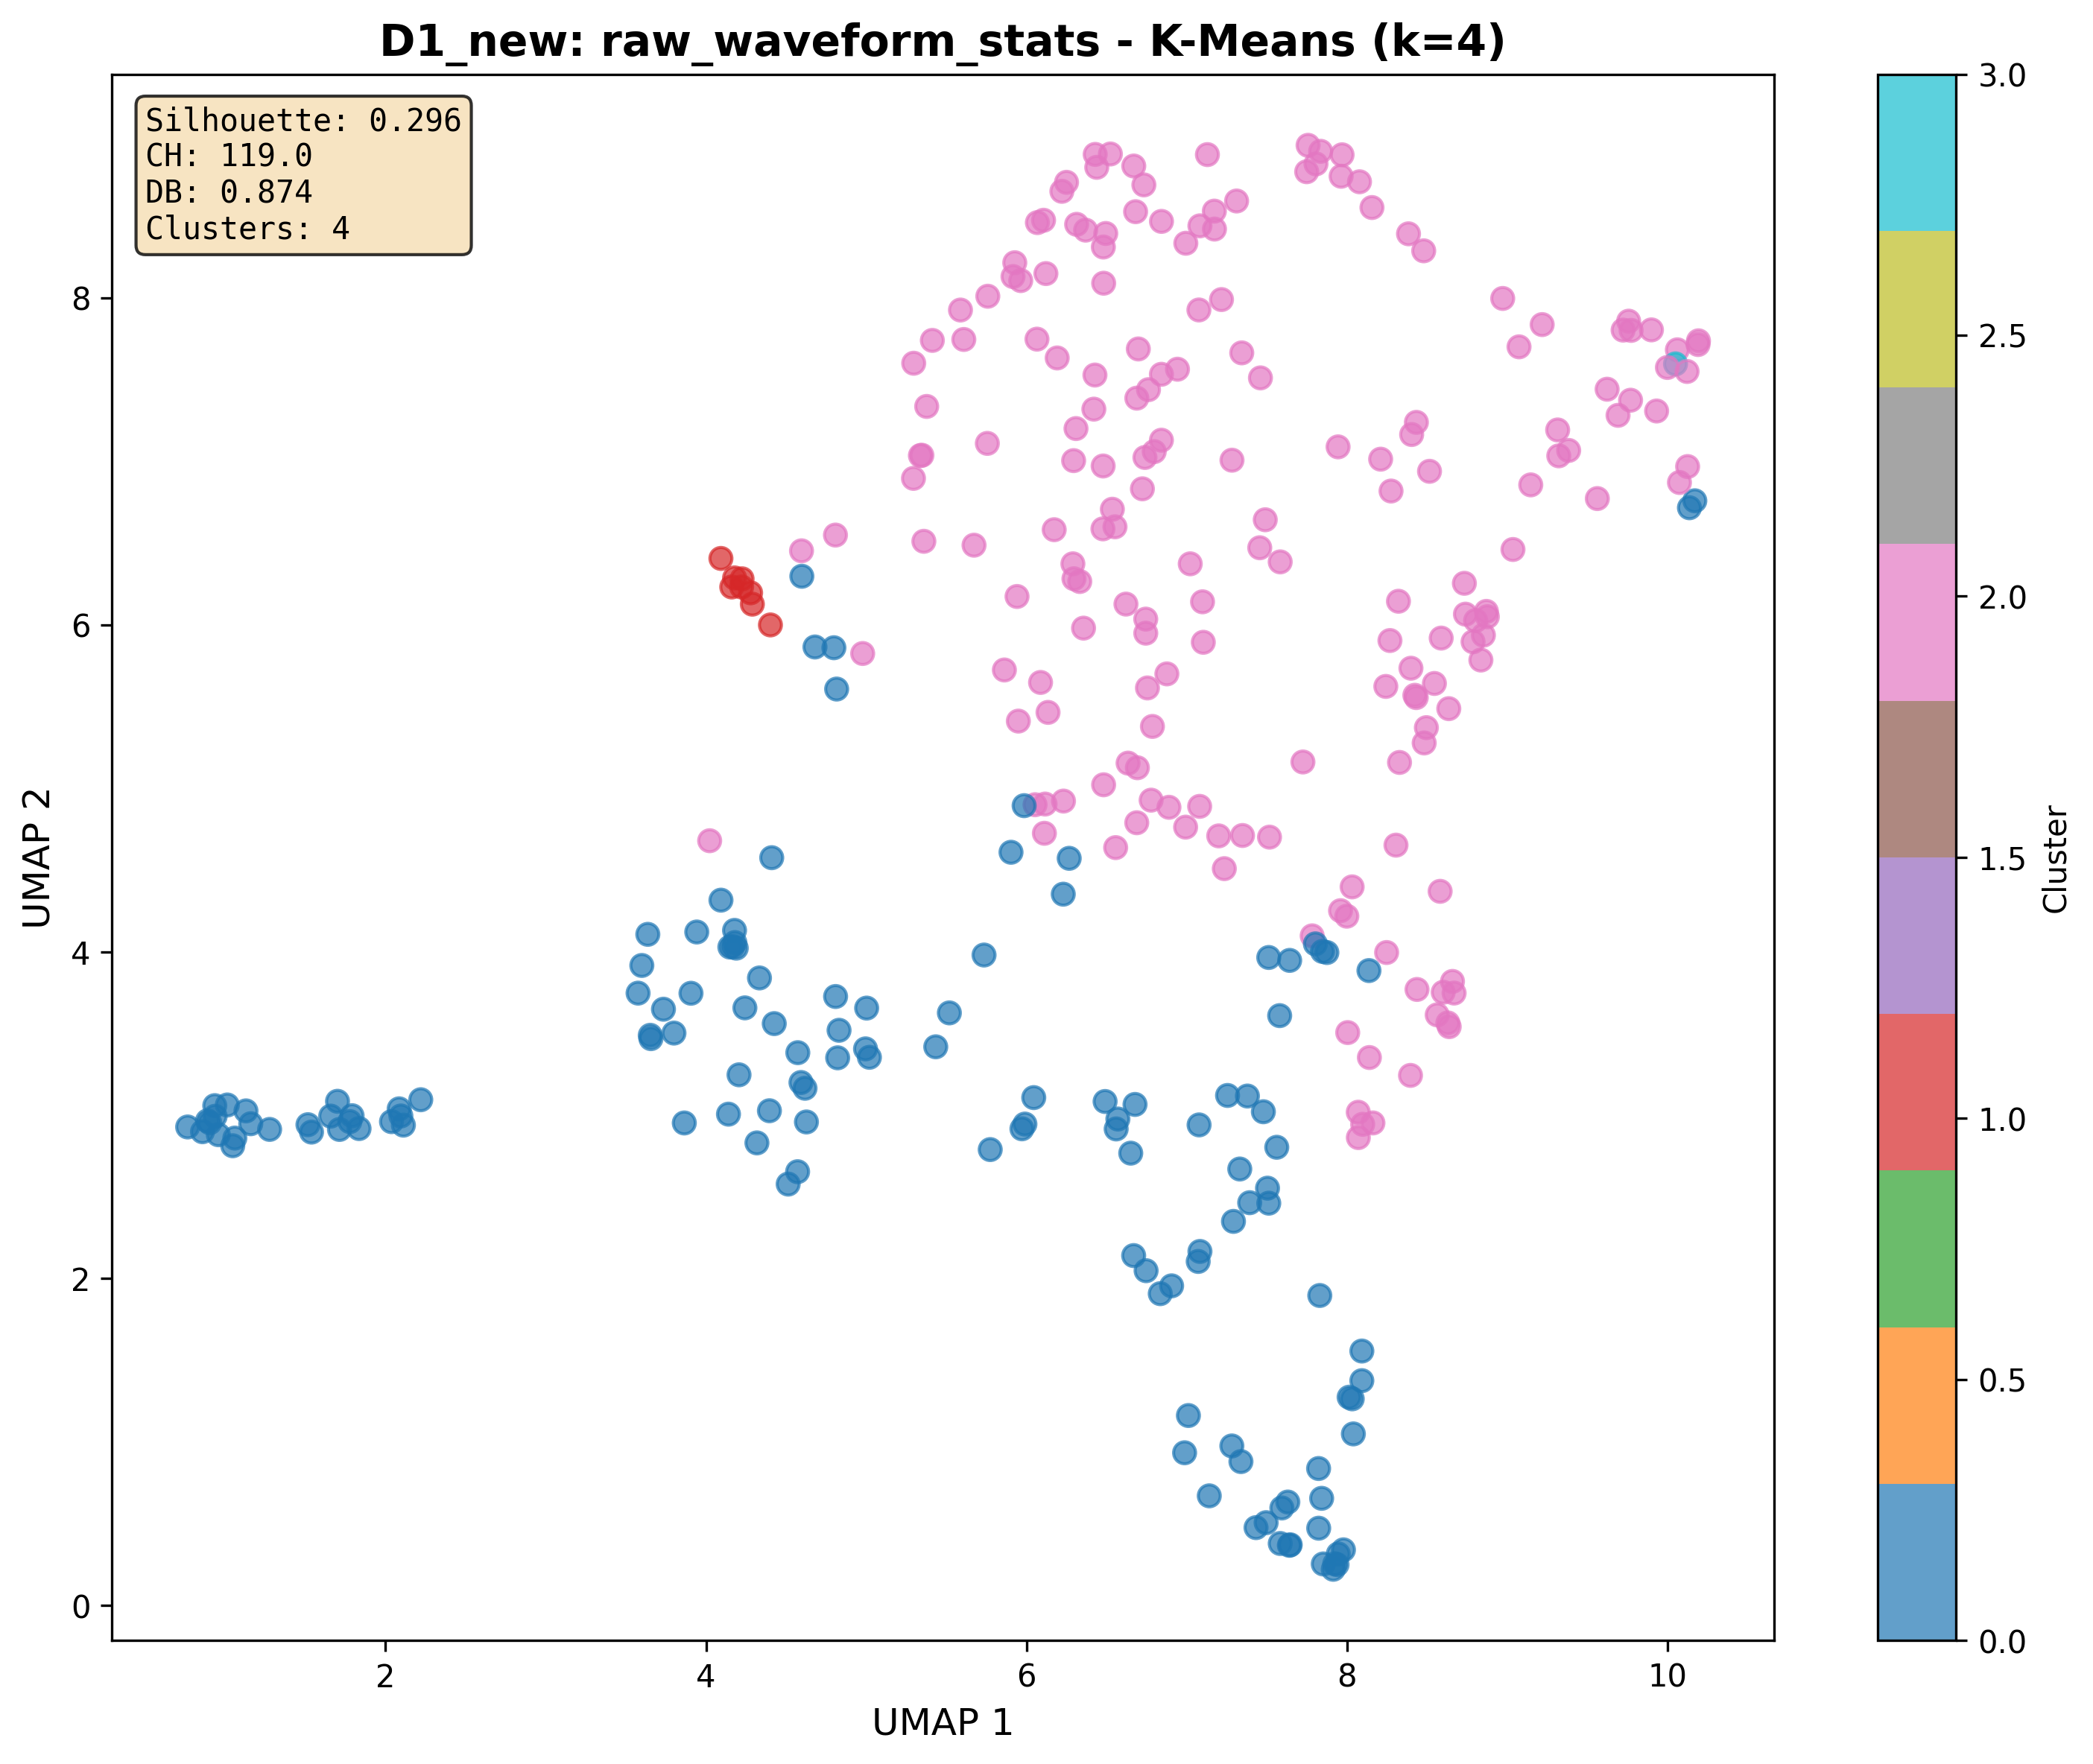 D1_new: raw_waveform_stats - K-Means (k=4)
Silhouette: 0.296
CH: 119.0
DB: 0.874
Clusters: 4
8
6
4
2
0
UMAP 2
2
4
6
8
10
UMAP 1
3.0
2.5
2.0
1.5
1.0
0.5
0.0
Cluster